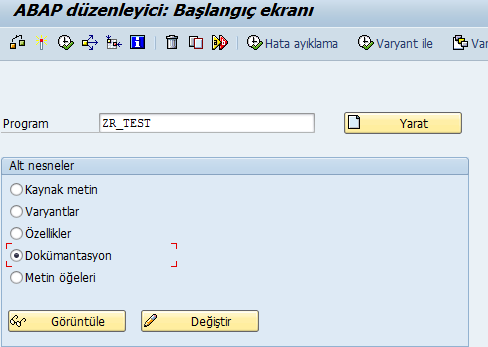 ABAP düzenleyici: Başlangıç ekranı
Hata ayıklama Varyant ile Var
Program ZR_TEST Yarat
Alt nesneler
Kaynak metin
Varyantlar
Özellikler
Dokümantasyon
Metin öğeleri
Görüntüle Değiştir